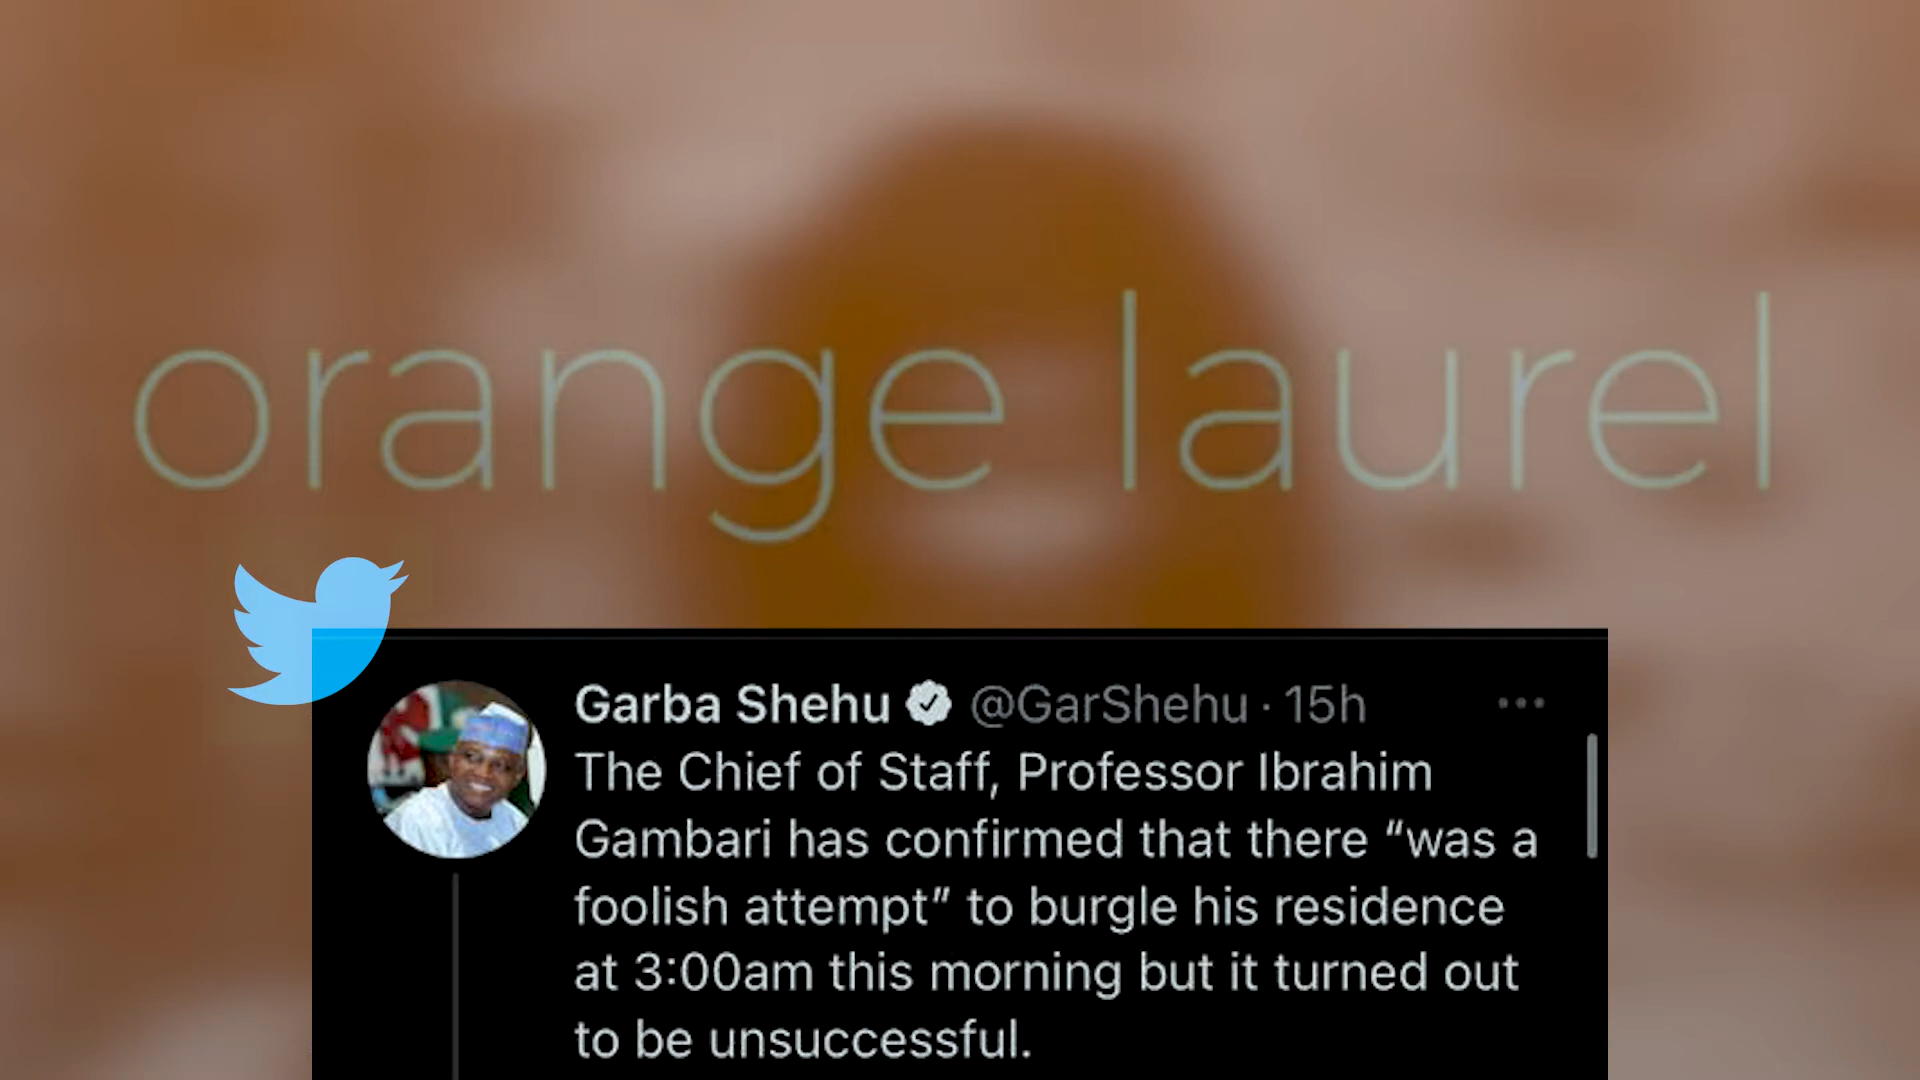 orange laurel
Garba Shehu @GarShehu · 15h
The Chief of Staff, Professor Ibrahim
Gambari has confirmed that there “was a
foolish attempt” to burgle his residence
at 3:00am this morning but it turned out
to be unsuccessful.